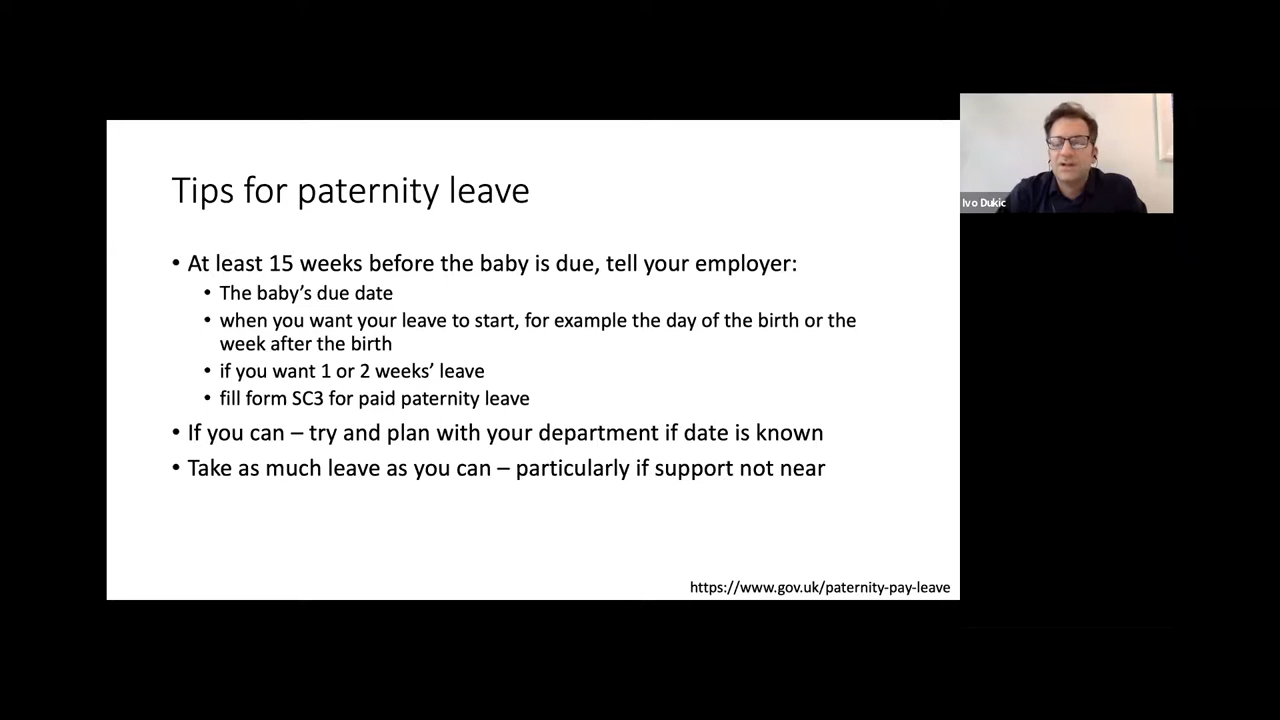 Tips for paternity leave
• At least 15 weeks before the baby is due, tell your employer:
• The baby’s due date
• when you want your leave to start, for example the day of the birth or the
week after the birth
• if you want 1 or 2 weeks’ leave
• fill form SC3 for paid paternity leave
• If you can – try and plan with your department if date is known
• Take as much leave as you can – particularly if support not near
https://www.gov.uk/paternity-pay-leave
Ivo Dukic